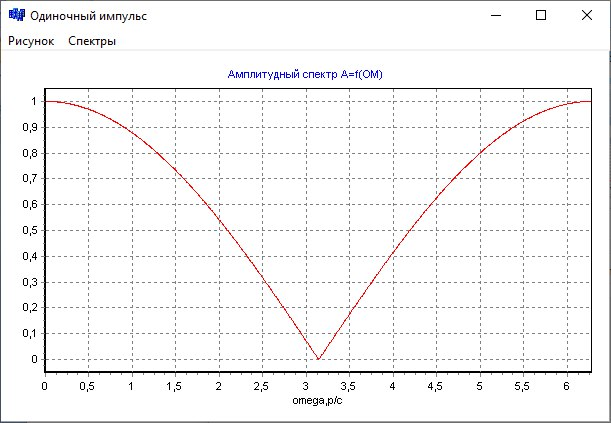 Одиночный импульс
Рисунок Спектры
Амплитудный спектр A=f(OM)
1
0,9
0,8
0,7
0,6
0,5
0,4
0,3
0,2
0,1
0
0 0,5 1 1,5 2 2,5 3 3,5 4 4,5 5 5,5 6
omega,p/c